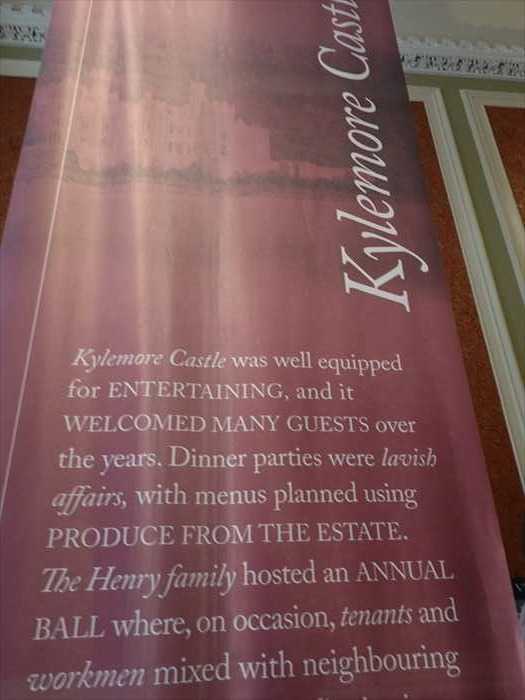 Kylemore Castl
Kylemore Castle was well equipped
for ENTERTAINING, and it
WELCOMED MANY GUESTS over
the years. Dinner parties were lavish
affairs, with menus planned using
PRODUCE FROM THE ESTATE.
The Henry family hosted an ANNUAL
BALL where, on occasion, tenants and
workmen mixed with neighbouring